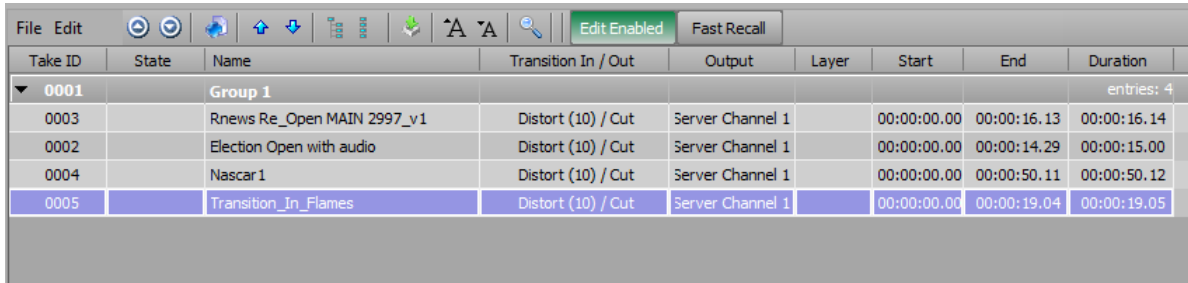 File Edit A A Edit Enabled Fast Recall
Take ID State Name Transition In / Out Output Layer Start End Duration
0001 Group 1 entries: 4
0003 Rnews Re_Open MAIN 2997_v1 Distort (10) / Cut Server Channel 1 00:00:00.00 00:00:16.13 00:00:16.14
0002 Election Open with audio Distort (10) / Cut Server Channel 1 00:00:00.00 00:00:14.29 00:00:15.00
0004 Nascar1 Distort (10) / Cut Server Channel 1 00:00:00.00 00:00:50.11 00:00:50.12
0005 Transition_In_Flames Distort (10) / Cut Server Channel 1 00:00:00.00 00:00:19.04 00:00:19.05